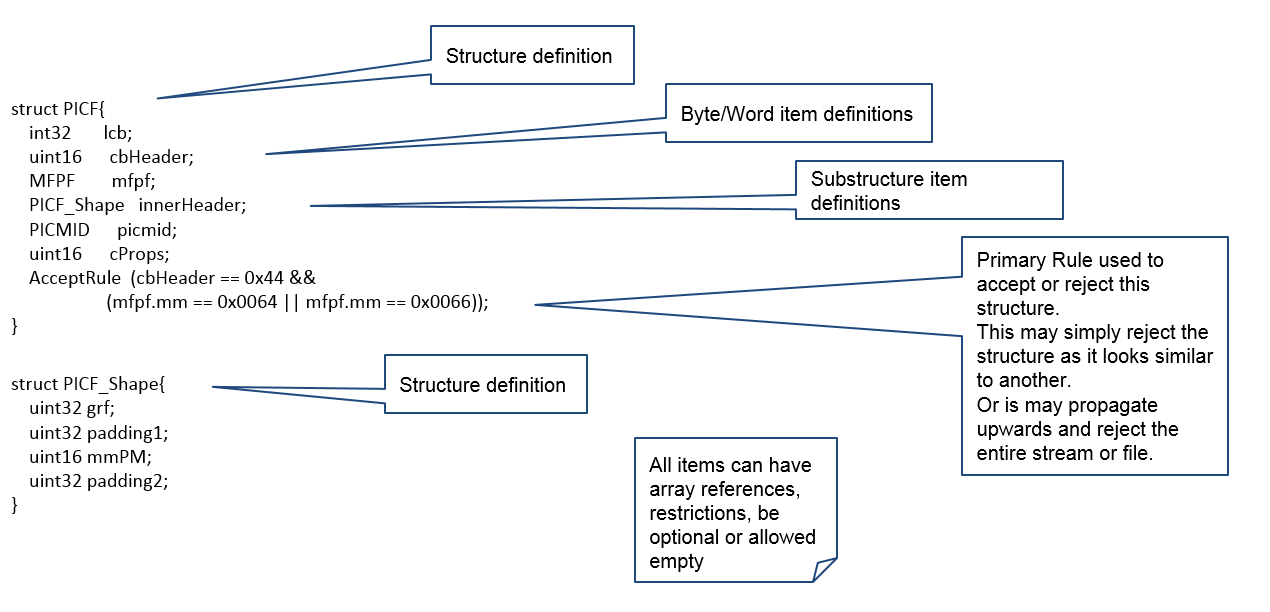 Structure definition
struct PICF{
int32 lcb;
Byte/Word item definitions
uint16 cbHeader;
MFPF mfpf;
PICF_Shape innerHeader;
Substructure item
definitions
PICMID picmid;
uint16 cProps;
AcceptRule (cbHeader == 0x44 &&
(mfpf.mm == 0x0064 || mfpf.mm == 0x0066));
}
Primary Rule used to
accept or reject this
structure.
This may simply reject the
structure as it looks similar
to another.
Or is may propagate
upwards and reject the
entire stream or file.
struct PICF_Shape{
Structure definition
uint32 grf;
uint32 padding1;
uint16 mmPM;
uint32 padding2;
}
All items can have
array references,
restrictions, be
optional or allowed
empty